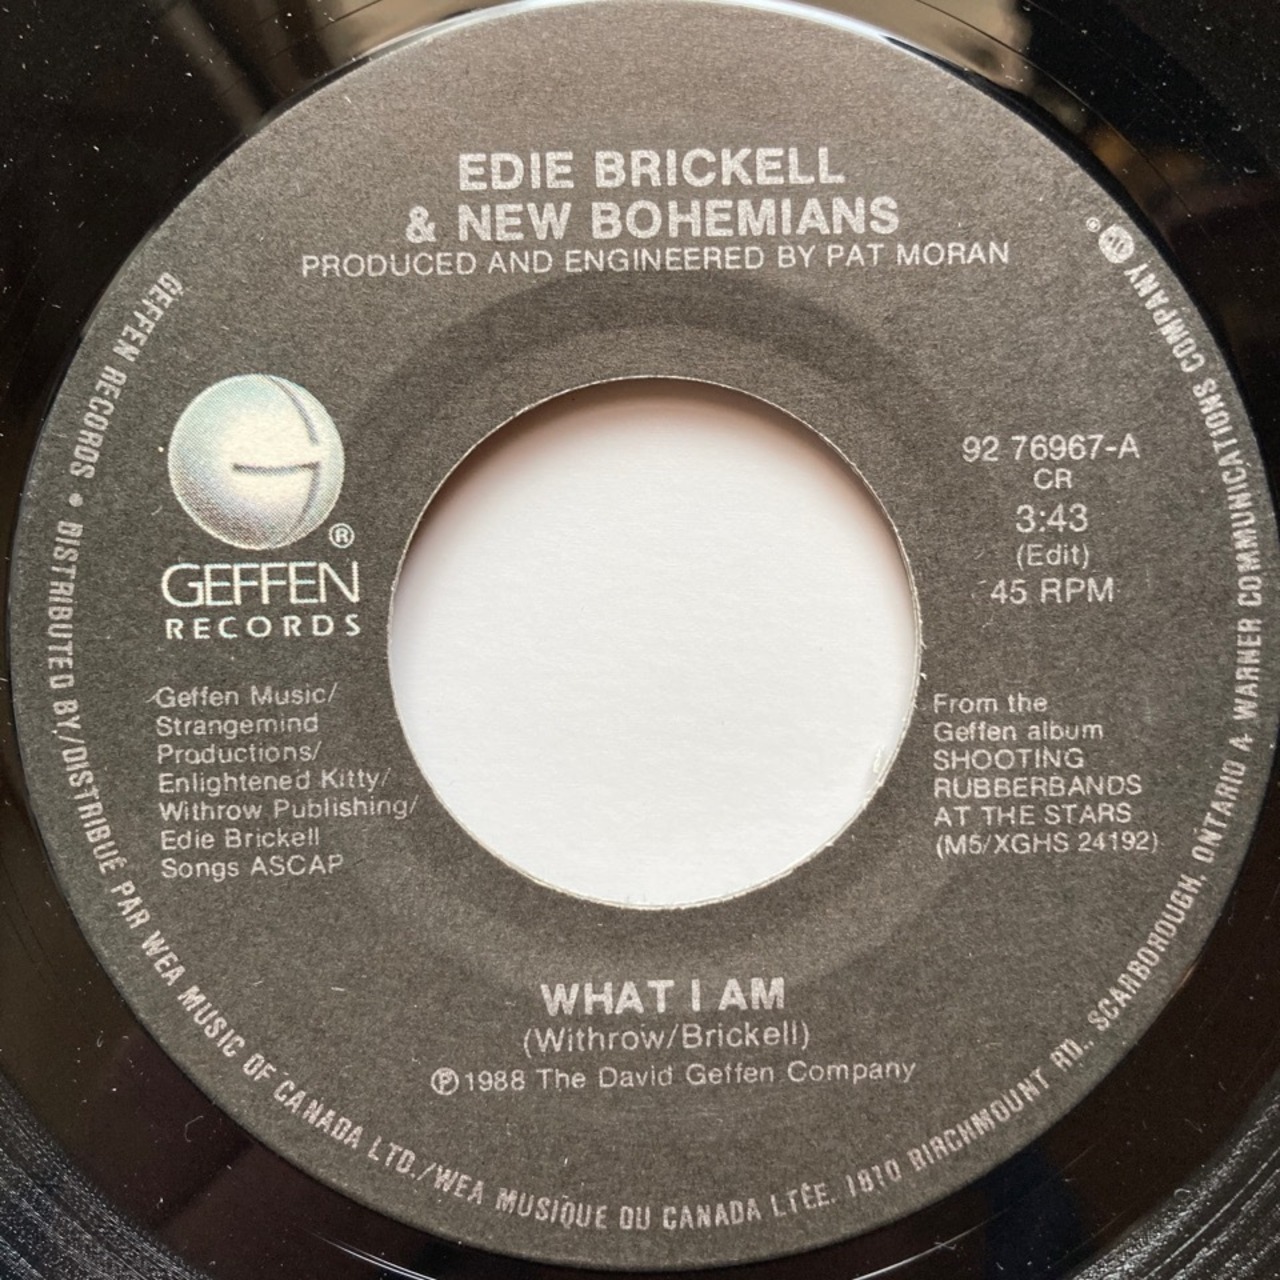 EDIE BRICKELL
& NEW BOHEMIANS
PRODUCED AND ENGINEERED BY PAT MORAN
GEFFEN
RECORDS
®
Geffen Music/
Strangemind
Productions/
Enlightened Kitty/
Withrow Publishing/
Edie Brickell
Songs ASCAP
92 76967-A
CR
3:43
(Edit)
45 RPM
From the
Geffen album
SHOOTING
RUBBERBANDS
AT THE STARS
(M5/XGHS 24192)
WHAT I AM
(Withrow/Brickell)
℗1988 The David Geffen Company
GEFFEN RECORDS • DISTRIBUTED BY/DISTRIBUÉ PAR WEA MUSIC OF CANADA LTD./WEA MUSIQUE DU CANADA LTÉE. 1810 BIRCHMOUNT RD., SCARBOROUGH, ONTARIO A WARNER COMMUNICATIONS COMPANY ®